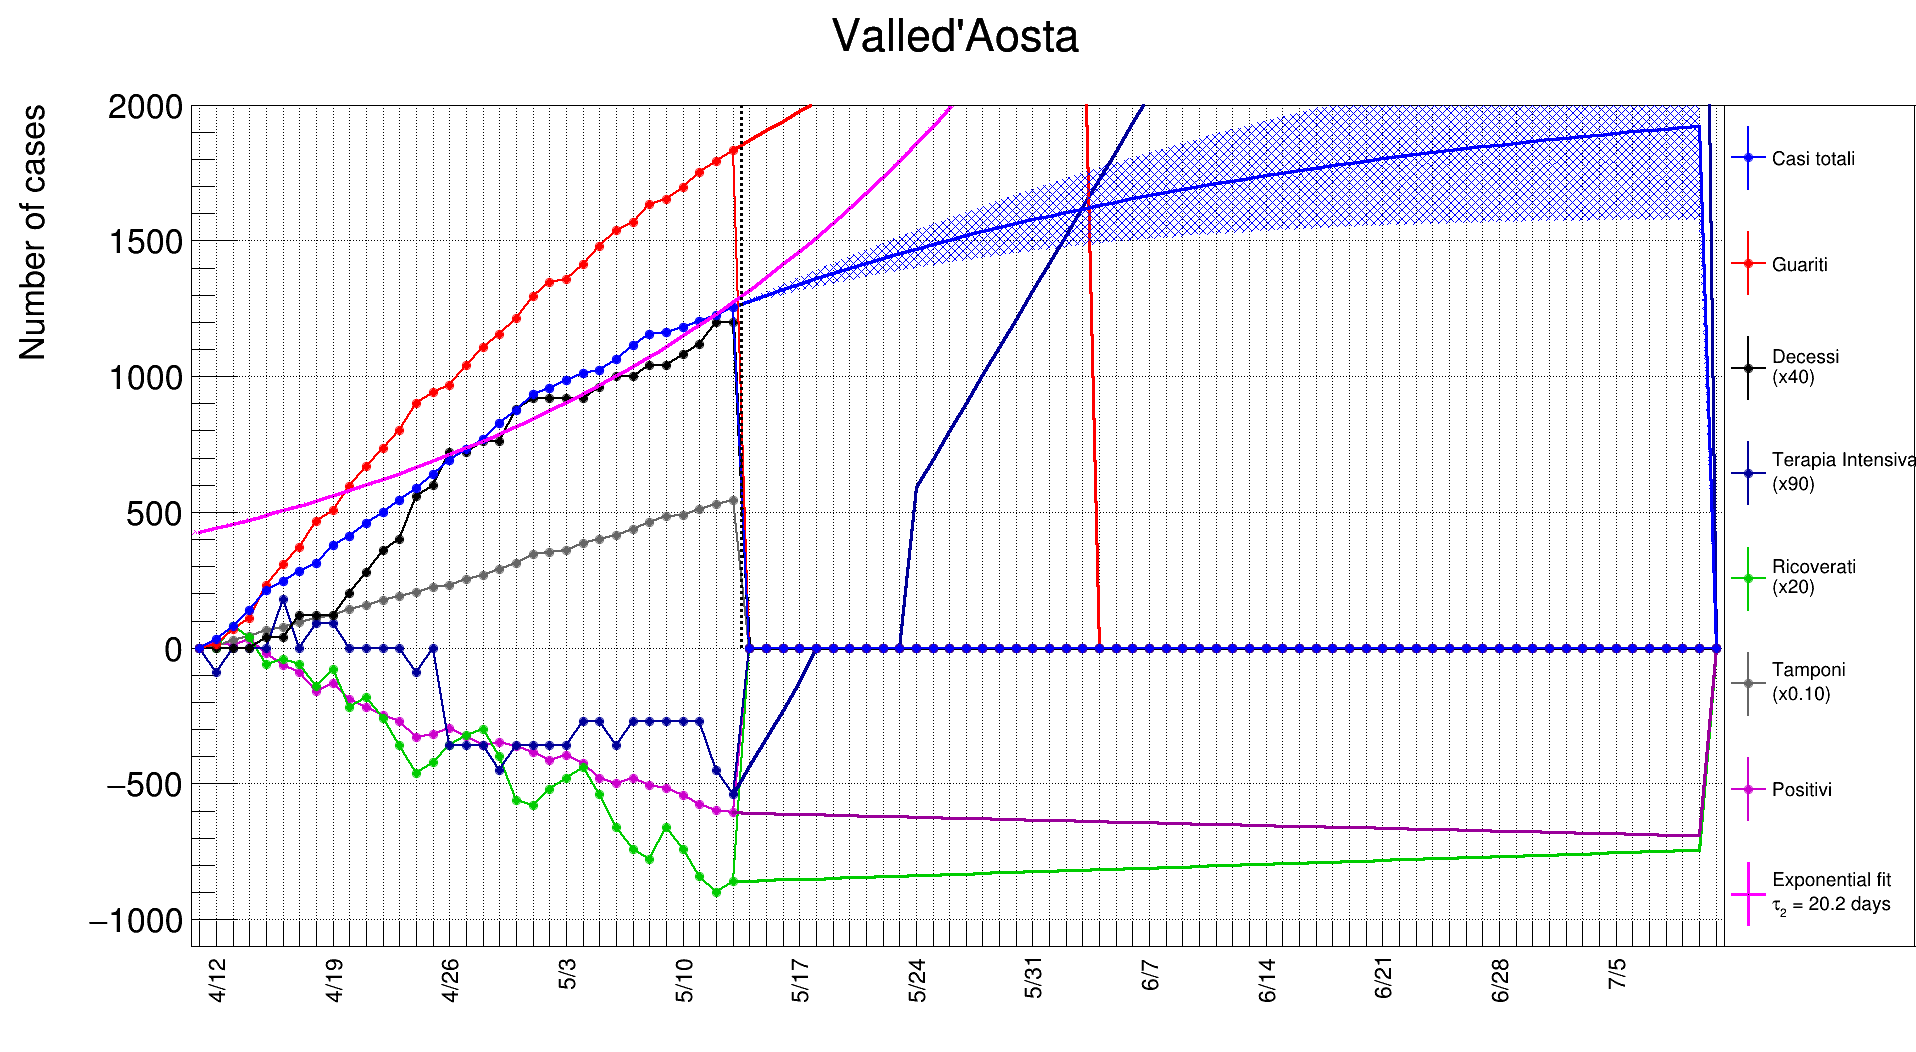 Valled'Aosta
Number of cases
2000
1500
1000
500
0
−500
−1000
4/12
4/19
4/26
5/3
5/10
5/17
5/24
5/31
6/7
6/14
6/21
6/28
7/5
Casi totali
Guariti
Decessi
(x40)
Terapia Intensiva
(x90)
Ricoverati
(x20)
Tamponi
(x0.10)
Positivi
Exponential fit
τ2 = 20.2 days